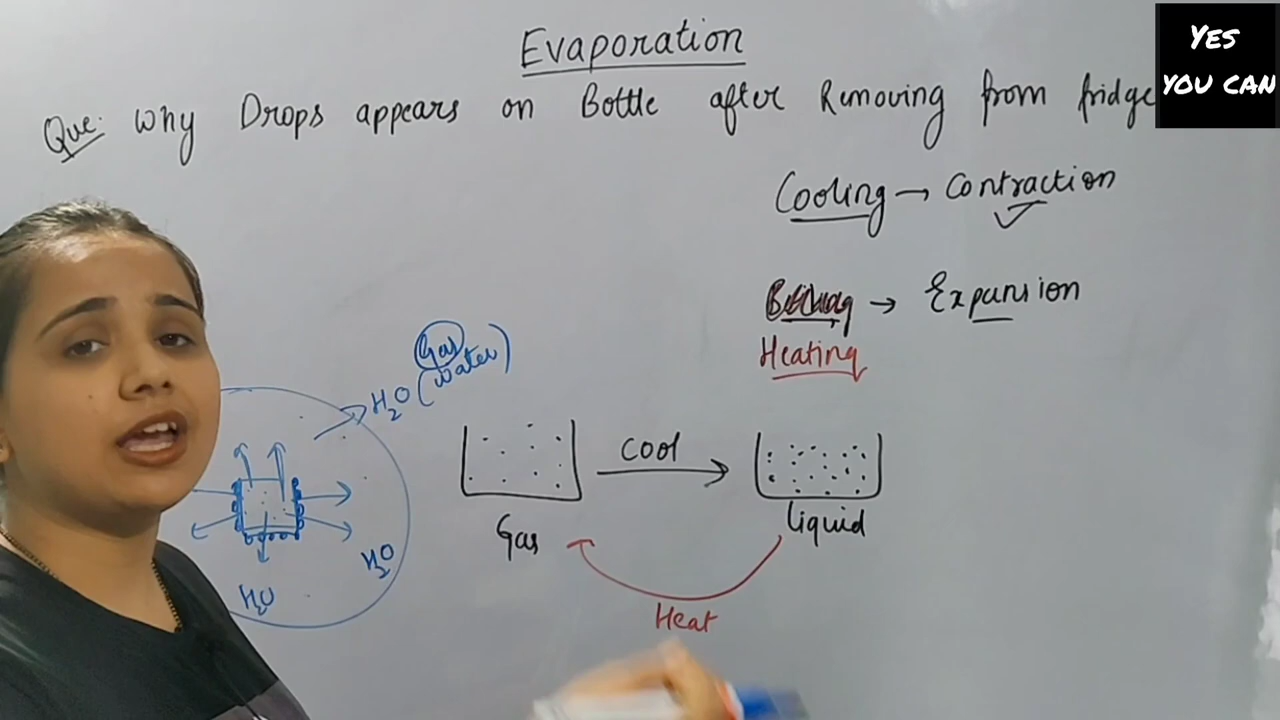 Evaporation
YES
YOU CAN
Que: Why Drops appears on Bottle after Removing from fridge
Cooling → Contraction
→ Expansion
Heating
Gas
H2O (water)
Cool
Gas
liquid
H2O
H2O
Heat